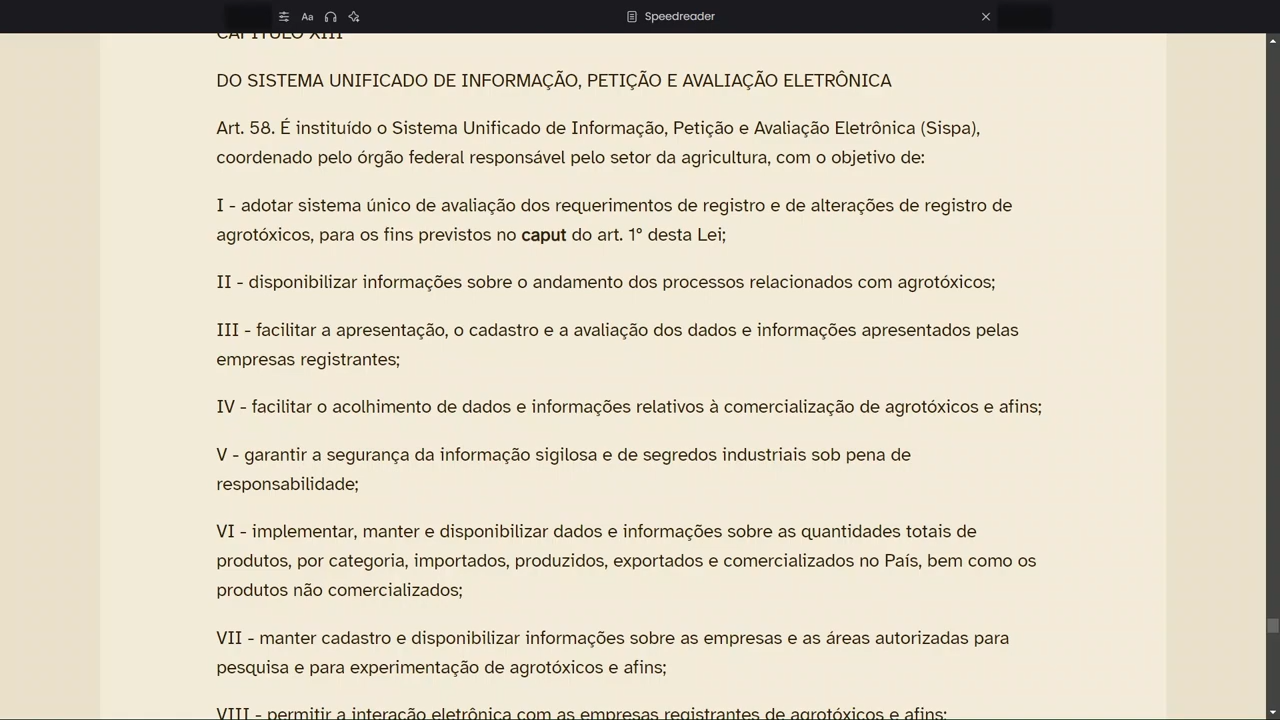 Aa
Speedreader
CAPÍTULO XIII
DO SISTEMA UNIFICADO DE INFORMAÇÃO, PETIÇÃO E AVALIAÇÃO ELETRÔNICA
Art. 58. É instituído o Sistema Unificado de Informação, Petição e Avaliação Eletrônica (Sispa),
coordenado pelo órgão federal responsável pelo setor da agricultura, com o objetivo de:
I - adotar sistema único de avaliação dos requerimentos de registro e de alterações de registro de
agrotóxicos, para os fins previstos no caput do art. 1° desta Lei;
II - disponibilizar informações sobre o andamento dos processos relacionados com agrotóxicos;
III - facilitar a apresentação, o cadastro e a avaliação dos dados e informações apresentados pelas
empresas registrantes;
IV - facilitar o acolhimento de dados e informações relativos à comercialização de agrotóxicos e afins;
V - garantir a segurança da informação sigilosa e de segredos industriais sob pena de
responsabilidade;
VI - implementar, manter e disponibilizar dados e informações sobre as quantidades totais de
produtos, por categoria, importados, produzidos, exportados e comercializados no País, bem como os
produtos não comercializados;
VII - manter cadastro e disponibilizar informações sobre as empresas e as áreas autorizadas para
pesquisa e para experimentação de agrotóxicos e afins;
VIII - permitir a interação eletrônica com as empresas registrantes de agrotóxicos e afins;